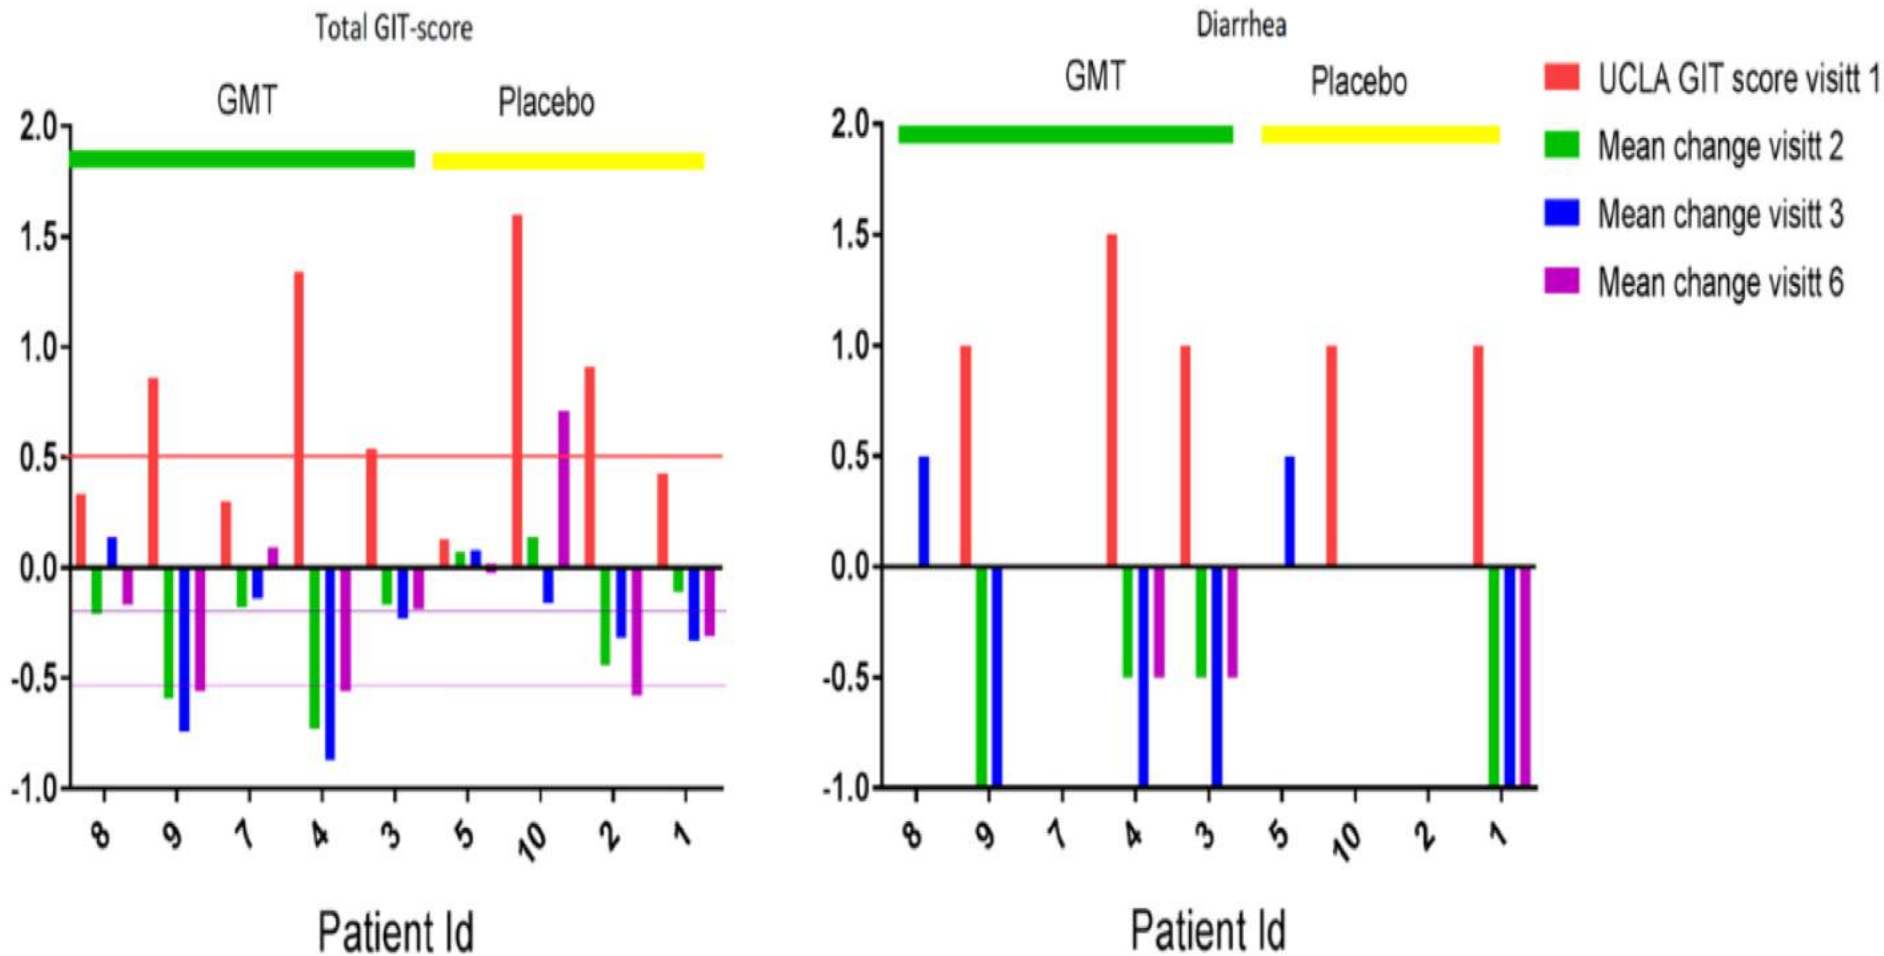 Total GIT-score
GMT
Placebo
2.0
1.5
1.0
0.5
0.0
-0.5
-1.0
8
9
7
4
3
5
10
2
1
Patient Id
Diarrhea
GMT
Placebo
2.0
1.5
1.0
0.5
0.0
-0.5
-1.0
8
9
7
4
3
5
10
2
1
Patient Id
UCLA GIT score visitt 1
Mean change visitt 2
Mean change visitt 3
Mean change visitt 6